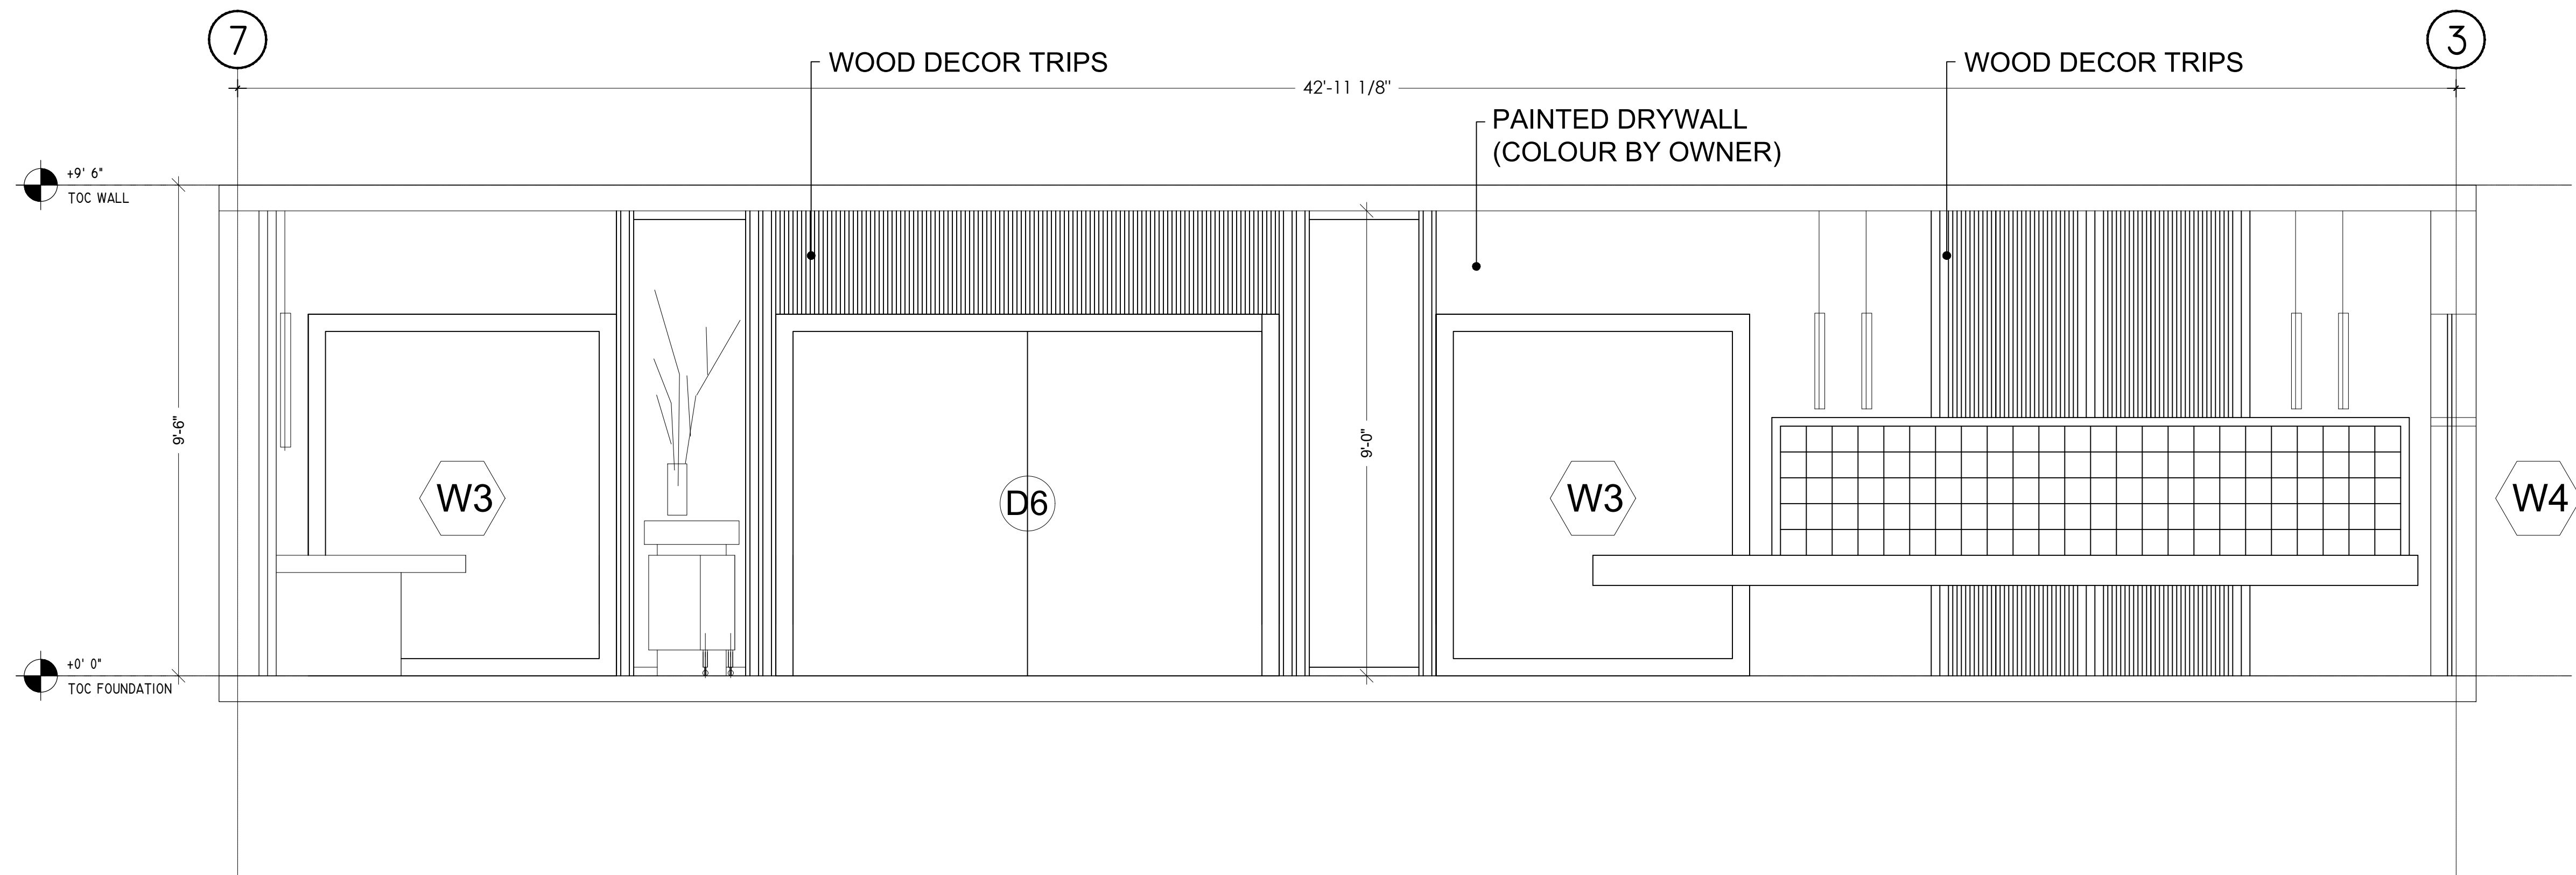 7
3
WOOD DECOR TRIPS
WOOD DECOR TRIPS
42'-11 1/8"
PAINTED DRYWALL
(COLOUR BY OWNER)
+9' 6"
TOC WALL
9'-6"
9'-0"
W3
D6
W3
W4
+0' 0"
TOC FOUNDATION